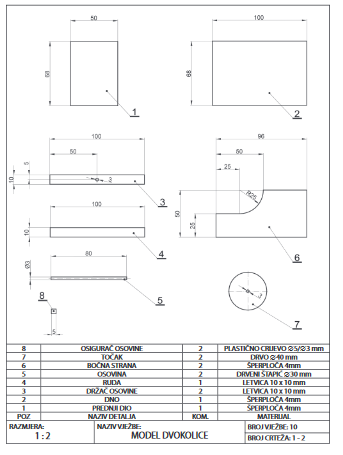 50
88
1
100
68
2
100
50
5
10
3
100
10
4
80
Ø3
5
8
5
96
50
25
R25
50
25
6
7
8 OSIGURAČ OSOVINE 2 PLASTIČNO CRIJEVO Ø5/Ø3 mm
7 TOČAK 2 DRVO Ø40 mm
6 BOČNA STRANA 2 ŠPERPLOČA 4mm
5 OSOVINA 2 DRVENI ŠTAPIĆ Ø30 mm
4 RUDA 1 LETVICA 10 x 10 mm
3 DRŽAČ OSOVINE 2 LETVICA 10 x 10 mm
2 DNO 1 ŠPERPLOČA 4mm
1 PREDNJI DIO 1 ŠPERPLOČA 4mm
POZ NAZIV DETALJA KOM. MATERIJAL
RAZMJERA: NAZIV VJEŽBE: BROJ VJEŽBE: 10
1 : 2 MODEL DVOKOLICE BROJ CRTEŽA: 1 - 2